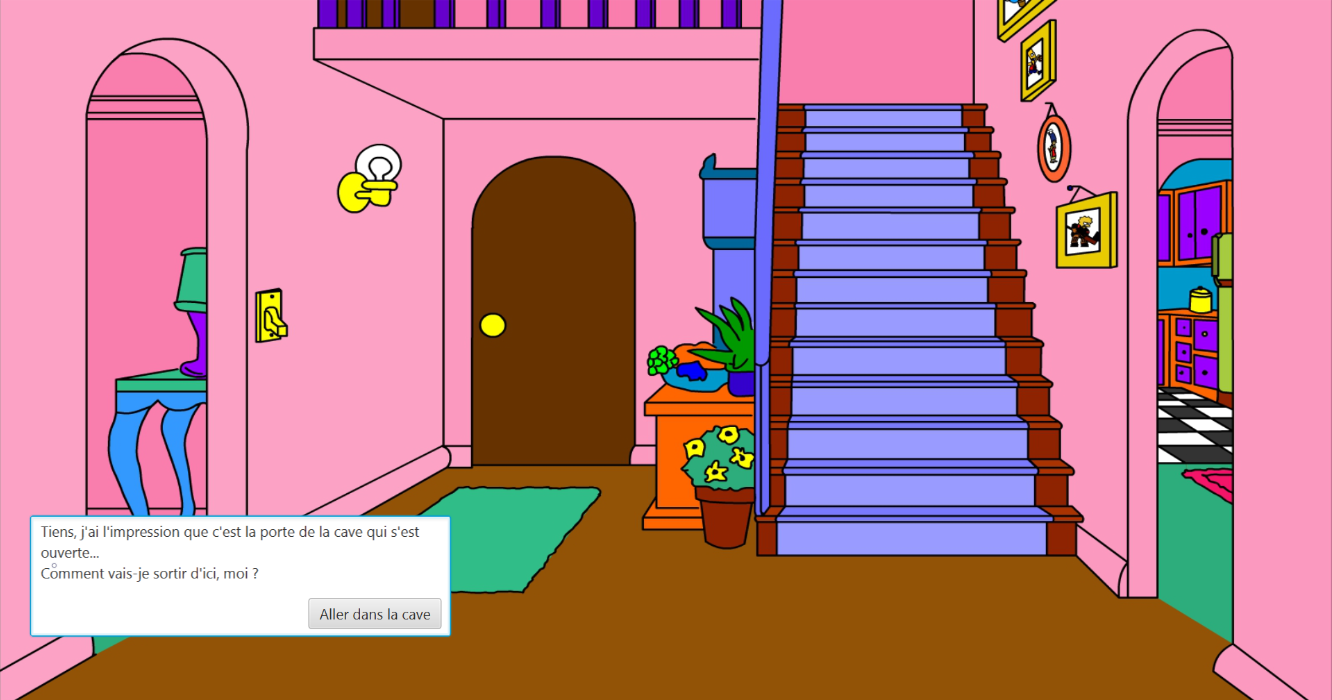 Tiens, j'ai l'impression que c'est la porte de la cave qui s'est
ouverte...
Comment vais-je sortir d'ici, moi ?
Aller dans la cave